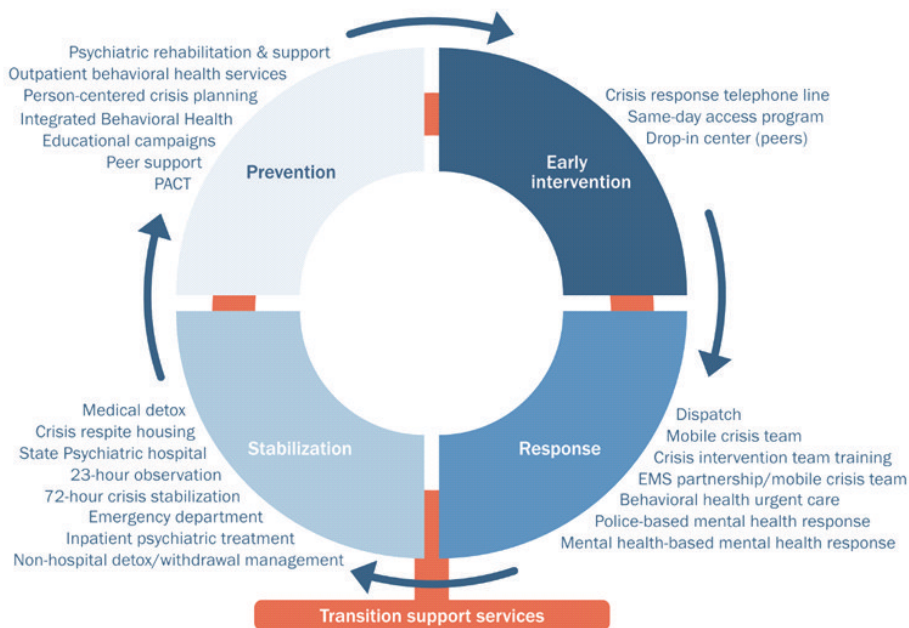 Psychiatric rehabilitation & support
Outpatient behavioral health services
Person-centered crisis planning
Integrated Behavioral Health
Educational campaigns
Peer support
PACT
Prevention
Crisis response telephone line
Same-day access program
Drop-in center (peers)
Early
intervention
Medical detox
Crisis respite housing
State Psychiatric hospital
23-hour observation
72-hour crisis stabilization
Emergency department
Inpatient psychiatric treatment
Non-hospital detox/withdrawal management
Stabilization
Response
Dispatch
Mobile crisis team
Crisis intervention team training
EMS partnership/mobile crisis team
Behavioral health urgent care
Police-based mental health response
Mental health-based mental health response
Transition support services